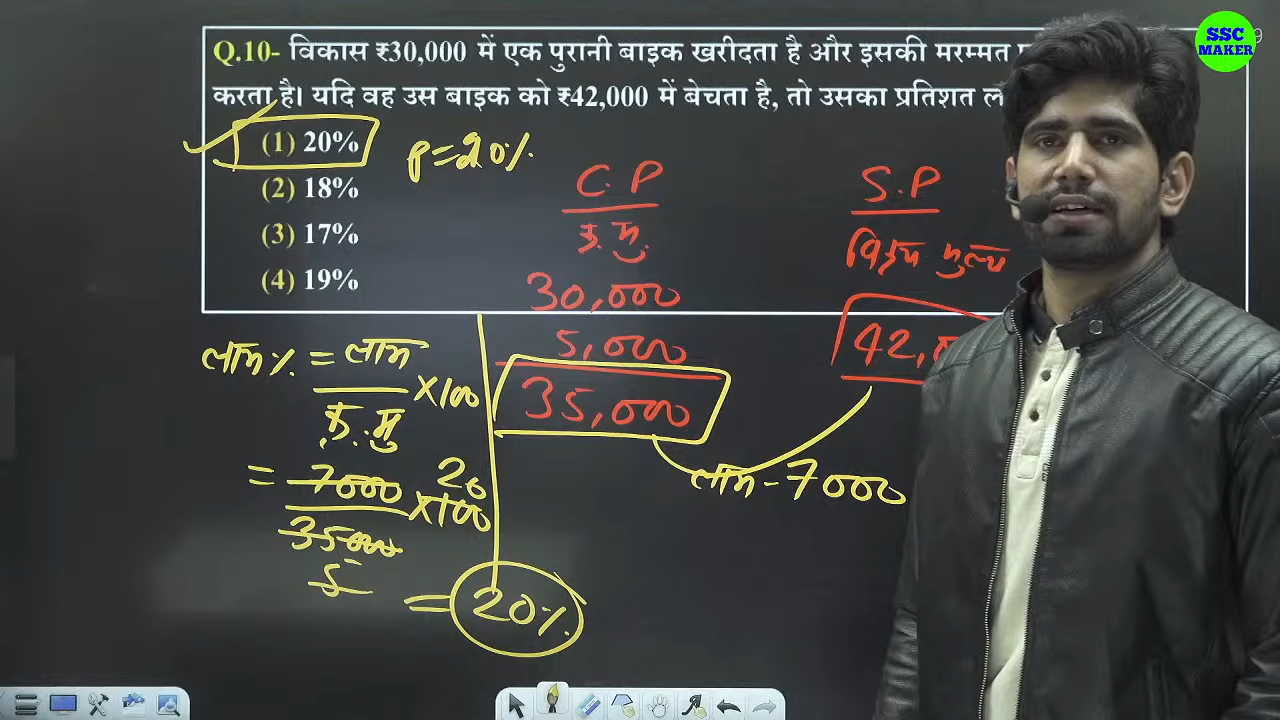 SSC
MAKER
9
Q.10- विकास ₹30,000 में एक पुरानी बाइक खरीदता है और इसकी मरम्मत
करता है। यदि वह उस बाइक को ₹42,000 में बेचता है, तो उसका प्रतिशत
(1) 20%
P=20%
(2) 18%
(3) 17%
(4) 19%
C.P
क्र. मु.
30,000
5,000
35,000
S.P
विक्रय मुल्य
42,
लाभ% = लाभ
क्र. मु
×100
= 7000
35000
×100
20
5
= 20%
लाभ - 7000